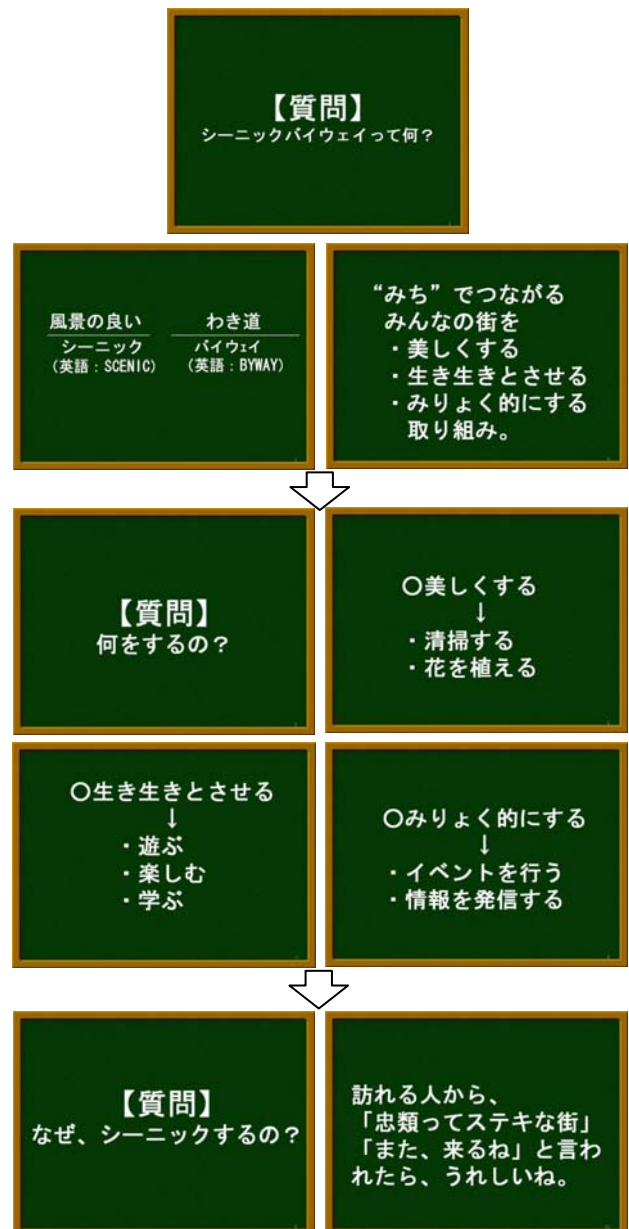 【質問】
シーニックバイウェイって何？
風景の良い　わき道
シーニック　バイウェイ
(英語：SCENIC)　(英語：BYWAY)
“みち”でつながる
みんなの街を
・美しくする
・生き生きとさせる
・みりょく的にする
取り組み。
【質問】
何をするの？
○美しくする
↓
・清掃する
・花を植える
○生き生きとさせる
↓
・遊ぶ
・楽しむ
・学ぶ
○みりょく的にする
↓
・イベントを行う
・情報を発信する
【質問】
なぜ、シーニックするの？
訪れる人から、
「忠類ってステキな街」
「また、来るね」と言わ
れたら、うれしいね。